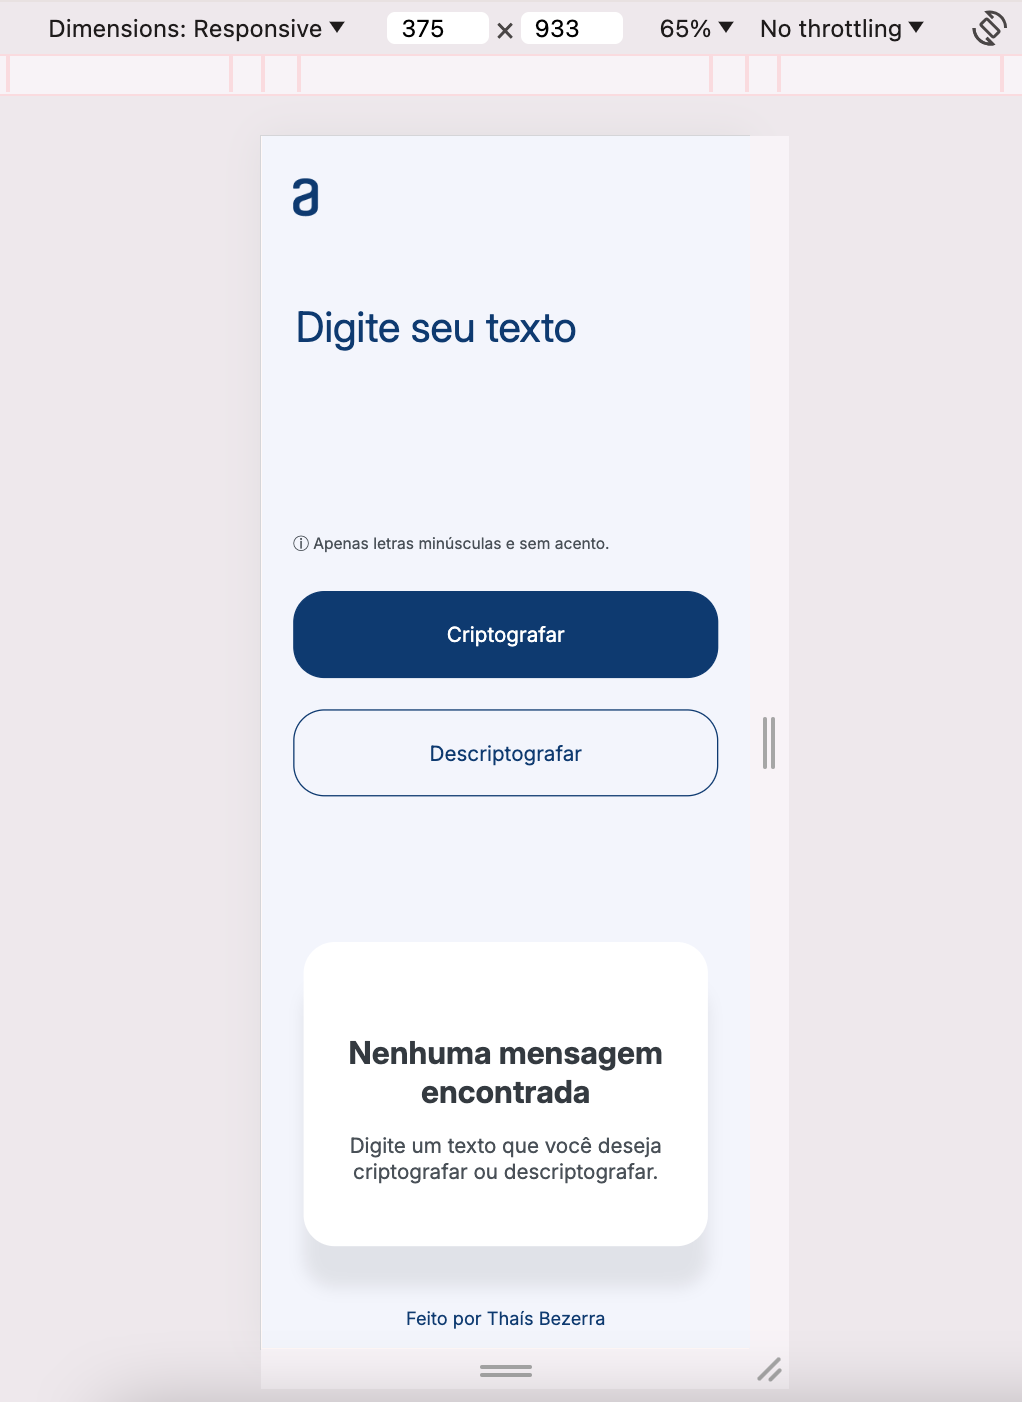 Dimensions: Responsive ▼ 375 × 933 65% ▼ No throttling ▼
a
Digite seu texto
ⓘ Apenas letras minúsculas e sem acento.
Criptografar
Descriptografar
Nenhuma mensagem
encontrada
Digite um texto que você deseja
criptografar ou descriptografar.
Feito por Thaís Bezerra